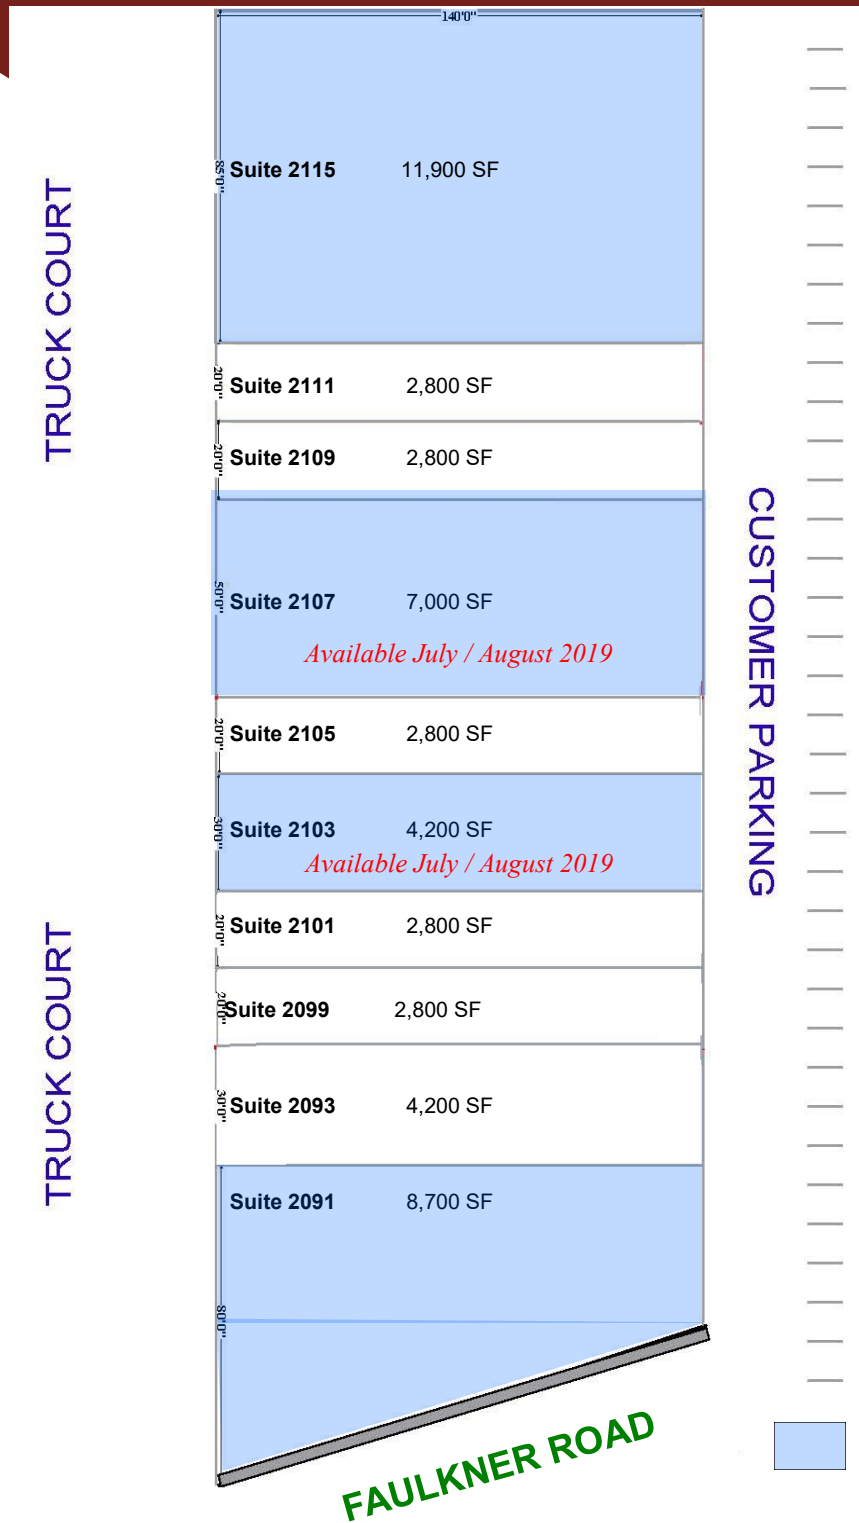 140'0"
TRUCK COURT
85'0"
Suite 2115 11,900 SF
20'0"
Suite 2111 2,800 SF
20'0"
Suite 2109 2,800 SF
CUSTOMER PARKING
50'0"
Suite 2107 7,000 SF
Available July / August 2019
20'0"
Suite 2105 2,800 SF
30'0"
Suite 2103 4,200 SF
Available July / August 2019
20'0"
Suite 2101 2,800 SF
TRUCK COURT
20'0"
Suite 2099 2,800 SF
30'0"
Suite 2093 4,200 SF
Suite 2091 8,700 SF
80'0"
FAULKNER ROAD